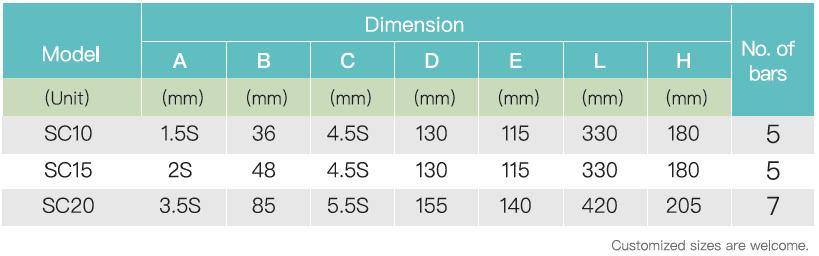 Dimension
Model A B C D E L H No. of bars
(Unit) (mm) (mm) (mm) (mm) (mm) (mm) (mm)
SC10 1.5S 36 4.5S 130 115 330 180 5
SC15 2S 48 4.5S 130 115 330 180 5
SC20 3.5S 85 5.5S 155 140 420 205 7
Customized sizes are welcome.